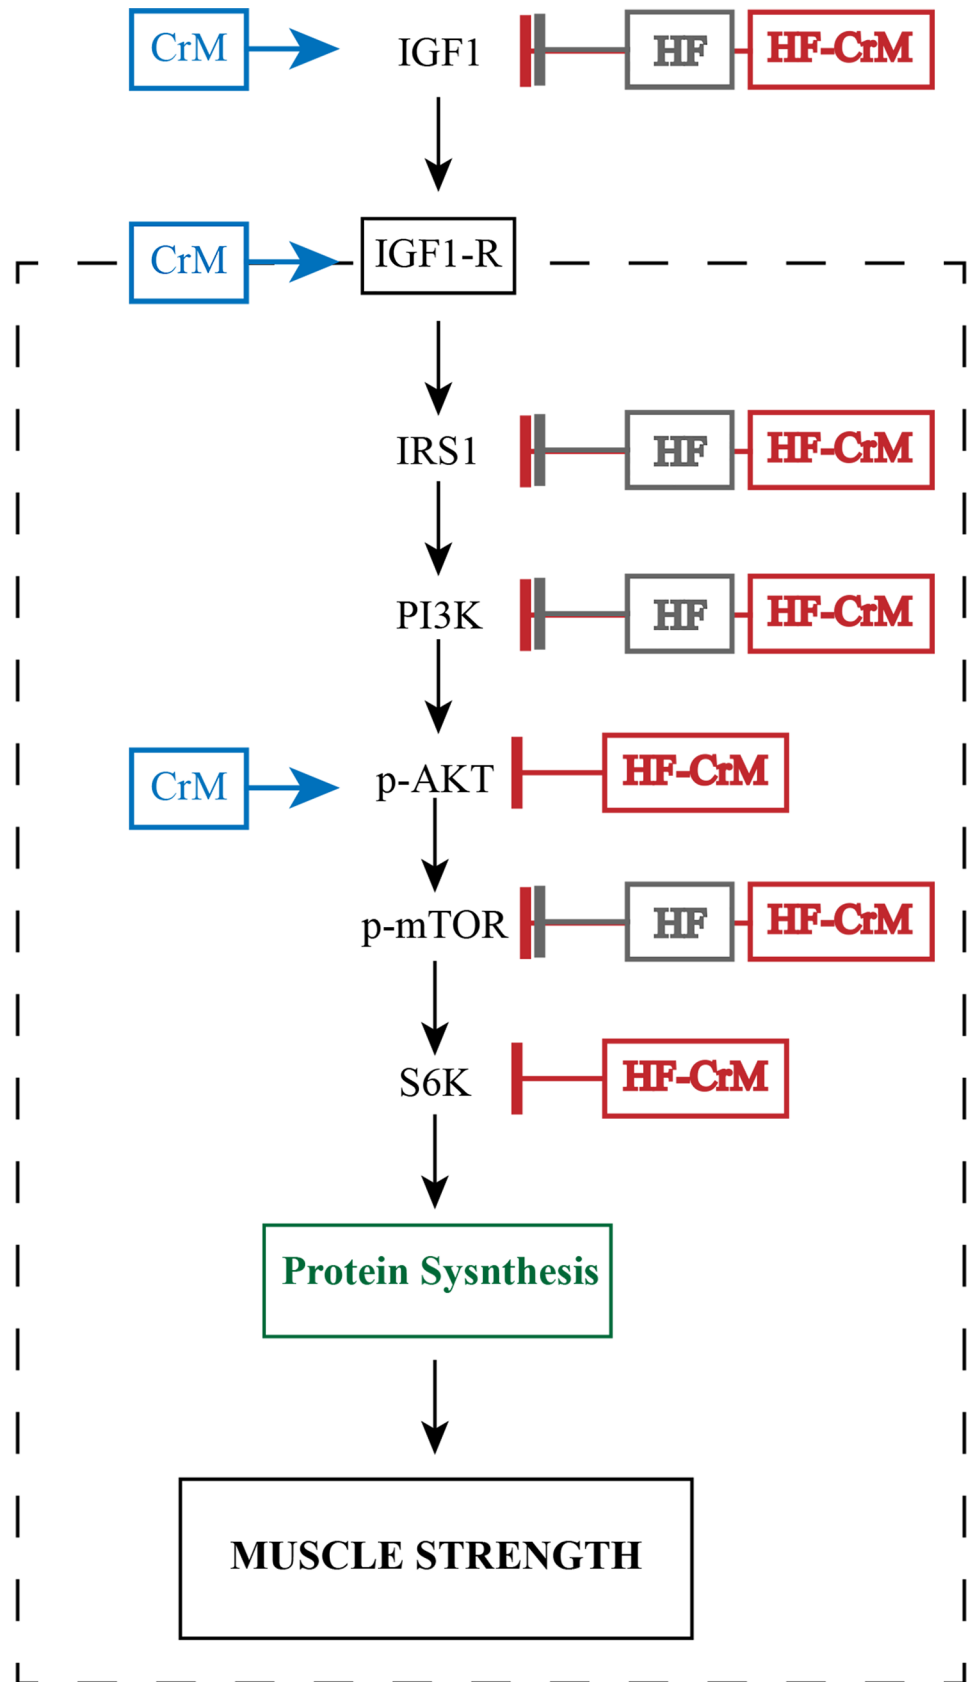 CrM IGF1 HF HF-CrM
CrM IGF1-R
IRS1 HF HF-CrM
PI3K HF HF-CrM
CrM p-AKT HF-CrM
p-mTOR HF HF-CrM
S6K HF-CrM
Protein Sysnthesis
MUSCLE STRENGTH